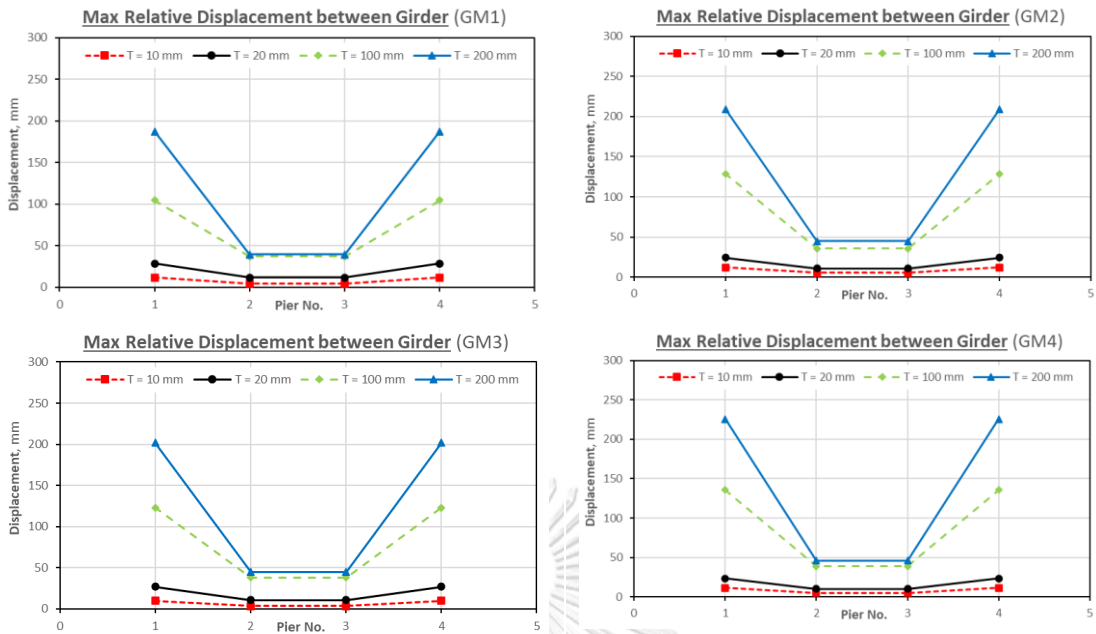 Max Relative Displacement between Girder (GM1)
300
250
200
150
100
50
0
Displacement, mm
T = 10 mm T = 20 mm T = 100 mm T = 200 mm
0 1 2 3 4 5
Pier No.
Max Relative Displacement between Girder (GM2)
300
250
200
150
100
50
0
Displacement, mm
T = 10 mm T = 20 mm T = 100 mm T = 200 mm
0 1 2 3 4 5
Pier No.
Max Relative Displacement between Girder (GM3)
300
250
200
150
100
50
0
Displacement, mm
T = 10 mm T = 20 mm T = 100 mm T = 200 mm
0 1 2 3 4 5
Pier No.
Max Relative Displacement between Girder (GM4)
300
250
200
150
100
50
0
Displacement, mm
T = 10 mm T = 20 mm T = 100 mm T = 200 mm
0 1 2 3 4 5
Pier No.